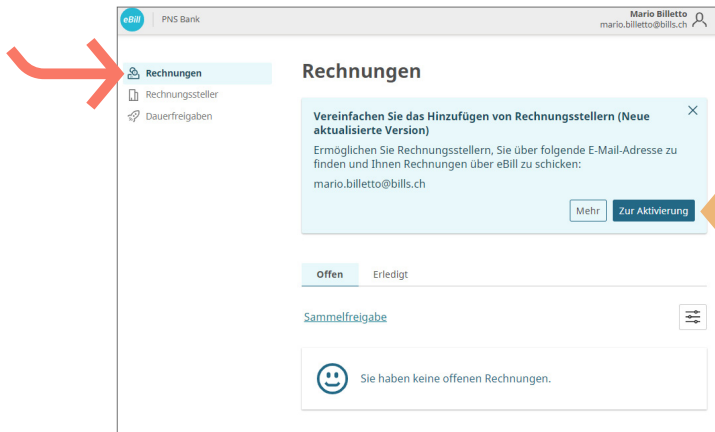 eBill
PNS Bank
Mario Billetto
mario.billetto@bills.ch
Rechnungen
Rechnungssteller
Dauerfreigaben
Rechnungen
Vereinfachen Sie das Hinzufügen von Rechnungsstellern (Neue
aktualisierte Version)
Ermöglichen Sie Rechnungsstellern, Sie über folgende E-Mail-Adresse zu
finden und Ihnen Rechnungen über eBill zu schicken:
mario.billetto@bills.ch
Mehr
Zur Aktivierung
Offen
Erledigt
Sammelfreigabe
Sie haben keine offenen Rechnungen.